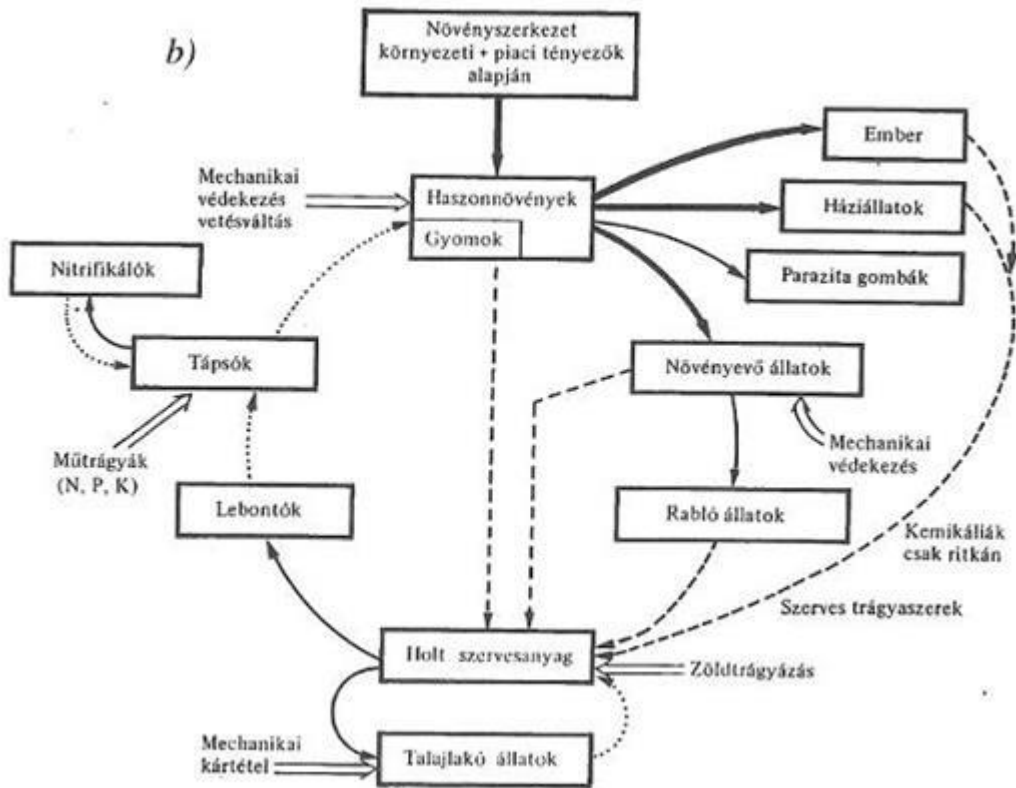 b)
Növényszerkezet
környezeti + piaci tényezők
alapján
Ember
Mechanikai
védekezés
vetésváltás
Haszonnövények
Háziállatok
Gyomok
Nitrifikálók
Parazita gombák
Tápsók
Növényevő állatok
Műtrágyák
(N, P, K)
Mechanikai
védekezés
Lebontók
Rabló állatok
Kemikáliák
csak ritkán
Szerves trágyaszerek
Holt szervesanyag
Zöldtrágyázás
Mechanikai
kártétel
Talajlakó állatok